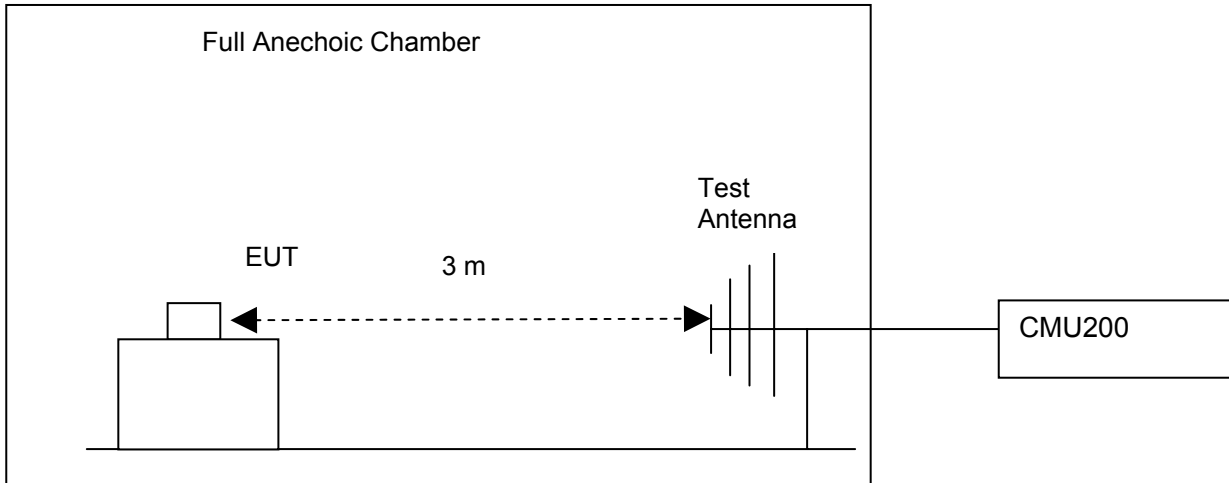 Full Anechoic Chamber
Test
Antenna
EUT
3 m
CMU200